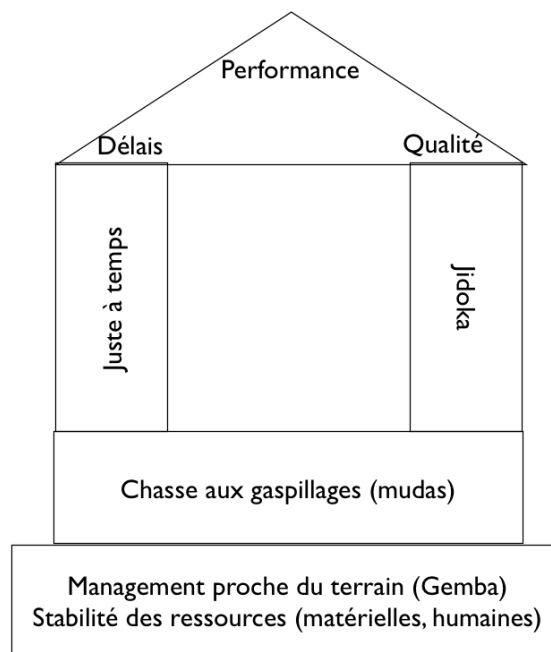 Performance
Délais
Qualité
Juste à temps
Jidoka
Chasse aux gaspillages (mudas)
Management proche du terrain (Gemba)
Stabilité des ressources (matérielles, humaines)